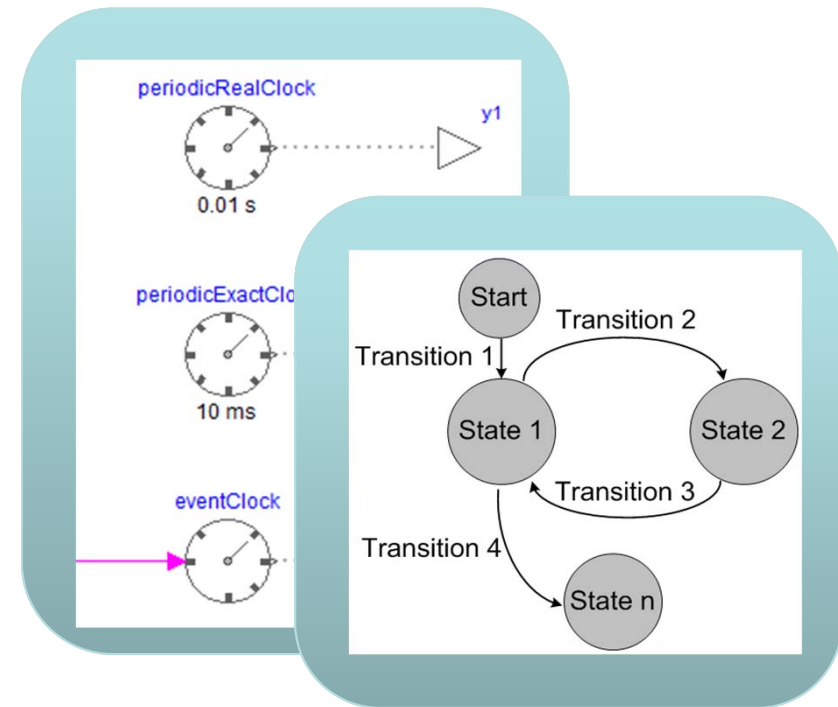 periodicRealClock
y1
0.01 s
periodicExactClo
10 ms
eventClock
Start
Transition 2
Transition 1
State 1
State 2
Transition 3
Transition 4
State n